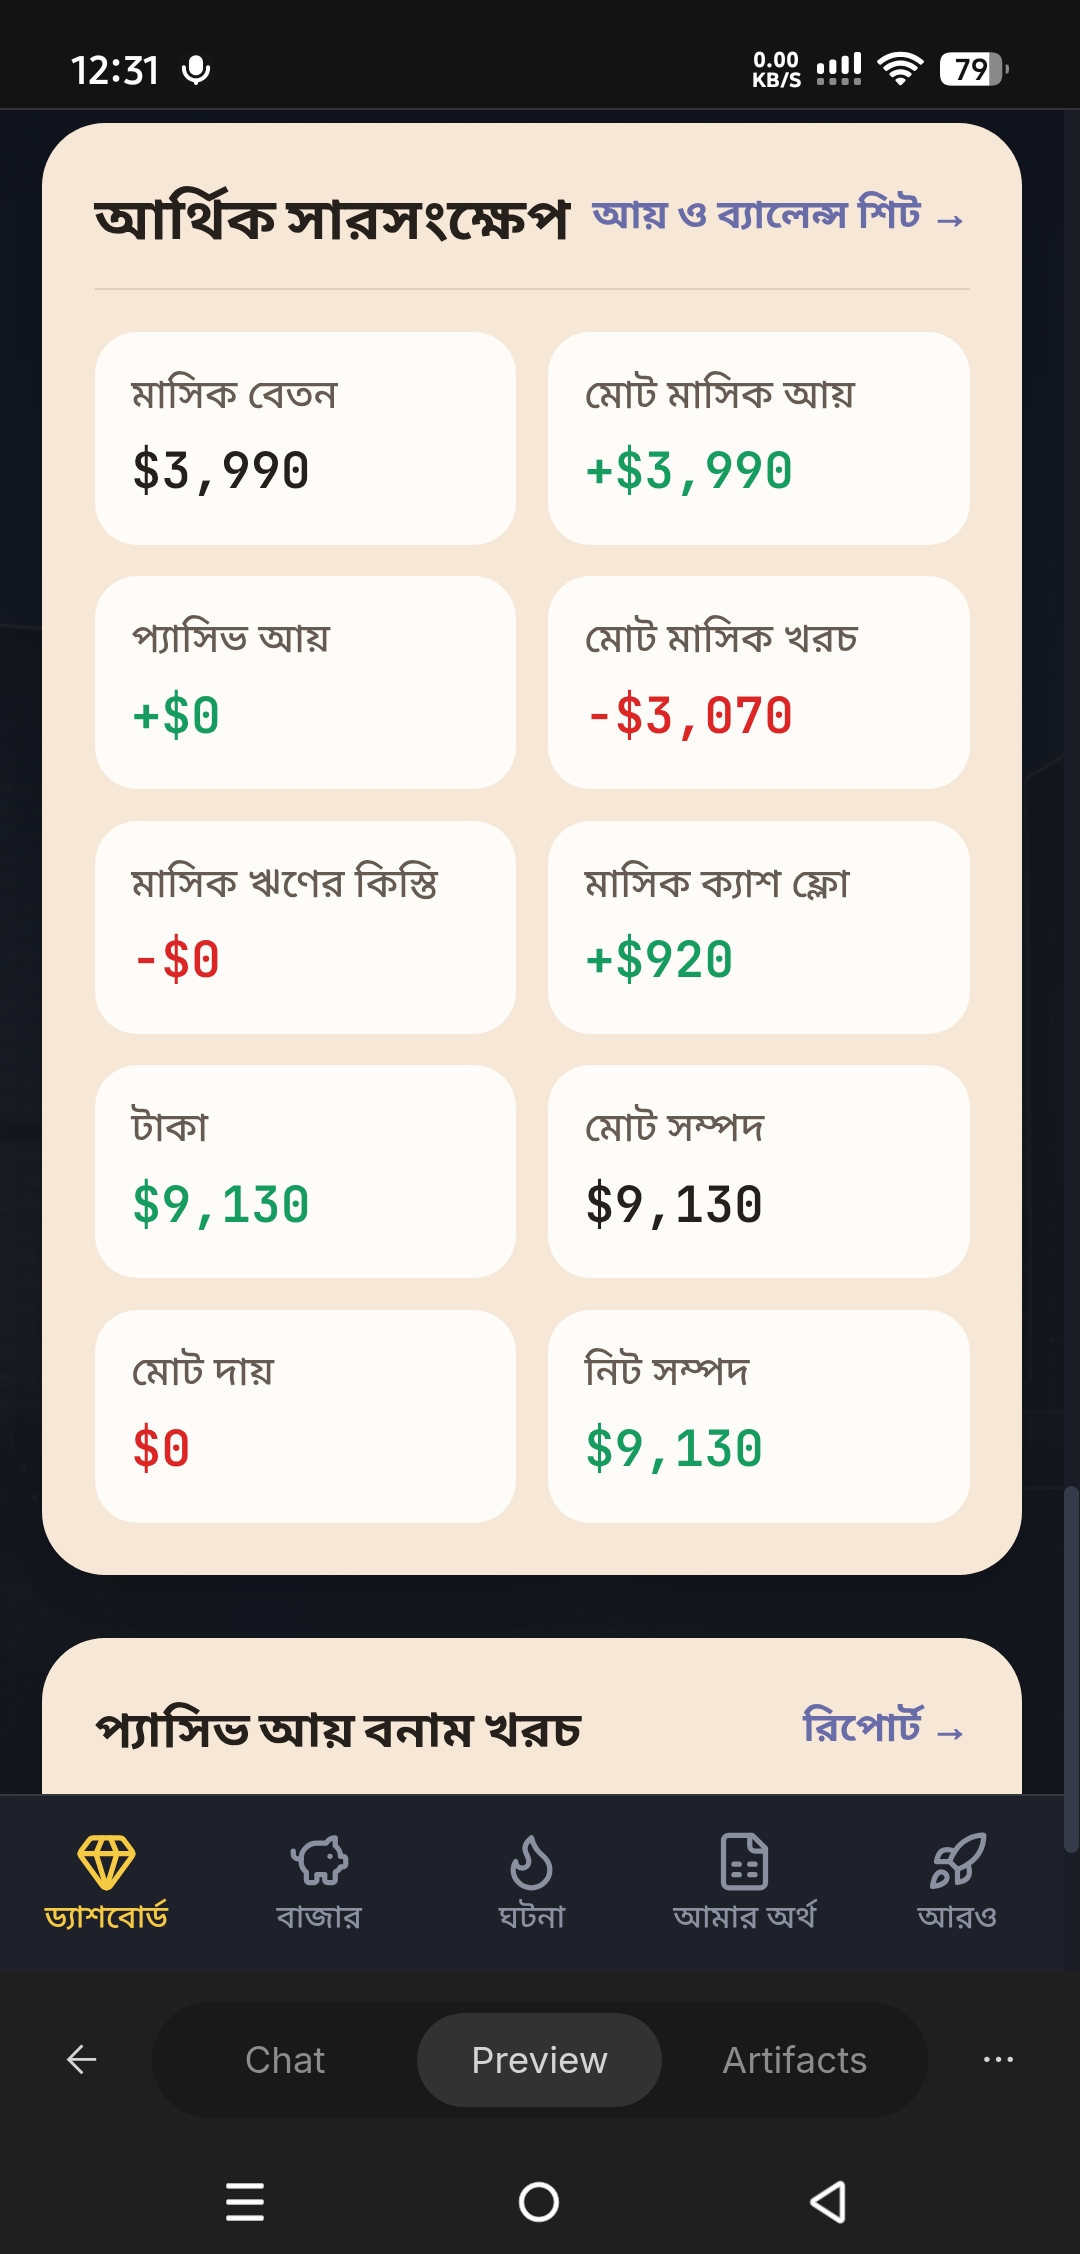 12:31
0.00
KB/S
79
আর্থিক সারসংক্ষেপ আয় ও ব্যালেন্স শিট →
মাসিক বেতন
$3,990
মোট মাসিক আয়
+$3,990
প্যাসিভ আয়
+$0
মোট মাসিক খরচ
-$3,070
মাসিক ঋণের কিস্তি
-$0
মাসিক ক্যাশ ফ্লো
+$920
টাকা
$9,130
মোট সম্পদ
$9,130
মোট দায়
$0
নিট সম্পদ
$9,130
প্যাসিভ আয় বনাম খরচ রিপোর্ট →
ড্যাশবোর্ড বাজার ঘটনা আমার অর্থ আরও
Chat Preview Artifacts